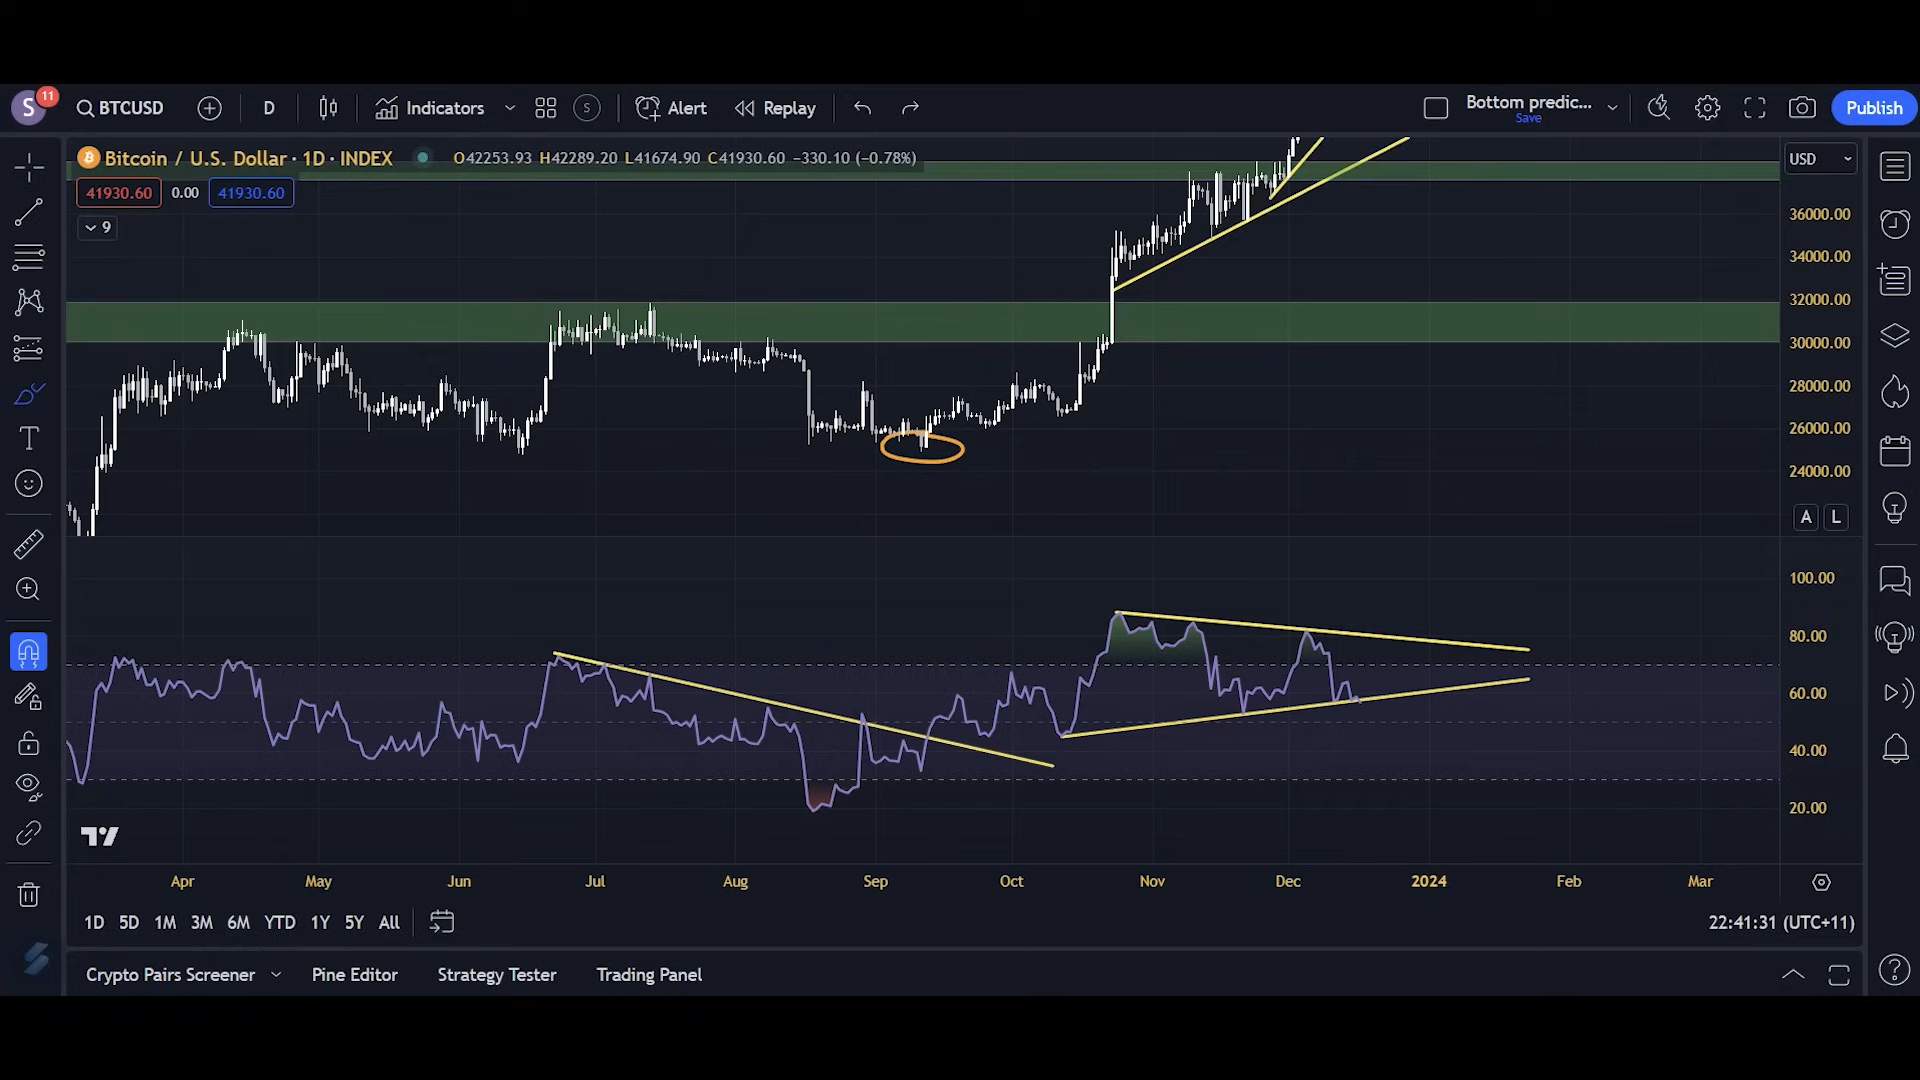 S 11 BTCUSD D Indicators S Alert Replay Bottom predic... Save Publish
Bitcoin / U.S. Dollar · 1D · INDEX O42253.93 H42289.20 L41674.90 C41930.60 −330.10 (−0.78%) USD
41930.60 0.00 41930.60
9
36000.00
34000.00
32000.00
30000.00
28000.00
26000.00
24000.00
A L
100.00
80.00
60.00
40.00
20.00
Apr May Jun Jul Aug Sep Oct Nov Dec 2024 Feb Mar
1D 5D 1M 3M 6M YTD 1Y 5Y All 22:41:31 (UTC+11)
Crypto Pairs Screener Pine Editor Strategy Tester Trading Panel